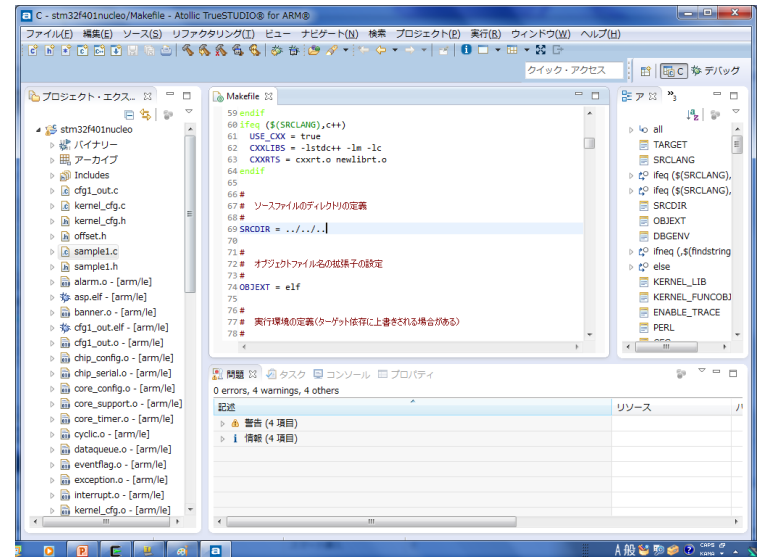 C - stm32f401nucleo/Makefile - Atollic TrueSTUDIO® for ARM®
ファイル(F) 編集(E) ソース(S) リファクタリング(T) ビュー ナビゲート(N) 検索 プロジェクト(P) 実行(R) ウィンドウ(W) ヘルプ(H)
クイック・アクセス
C デバッグ
プロジェクト・エクス...
stm32f401nucleo
バイナリー
アーカイブ
Includes
cfg1_out.c
kernel_cfg.c
kernel_cfg.h
offset.h
sample1.c
sample1.h
alarm.o - [arm/le]
asp.elf - [arm/le]
banner.o - [arm/le]
cfg1_out.elf - [arm/le]
cfg1_out.o - [arm/le]
chip_config.o - [arm/le]
chip_serial.o - [arm/le]
core_config.o - [arm/le]
core_support.o - [arm/le]
core_timer.o - [arm/le]
cyclic.o - [arm/le]
dataqueue.o - [arm/le]
eventflag.o - [arm/le]
exception.o - [arm/le]
interrupt.o - [arm/le]
kernel_cfg.o - [arm/le]
Makefile
59 endif
60 ifeq ($(SRCLANG),c++)
61 USE_CXX = true
62 CXXLIBS = -lstdc++ -lm -lc
63 CXXRTS = cxxrt.o newlibrt.o
64 endif
65
66 #
67 # ソースファイルのディレクトリの定義
68 #
69 SRCDIR = ../../..
70
71 #
72 # オブジェクトファイル名の拡張子の設定
73 #
74 OBJEXT = elf
75
76 #
77 # 実行環境の定義(ターゲット依存に上書きされる場合がある)
78 #
ア
3
all
TARGET
SRCLANG
ifeq ($(SRCLANG),
ifeq ($(SRCLANG),
SRCDIR
OBJEXT
DBGENV
ifneq (,$(findstring
else
KERNEL_LIB
KERNEL_FUNCOBJ
ENABLE_TRACE
PERL
問題 タスク コンソール プロパティ
0 errors, 4 warnings, 4 others
記述 リソース
警告 (4 項目)
情報 (4 項目)
A 般 CAPS
KANA